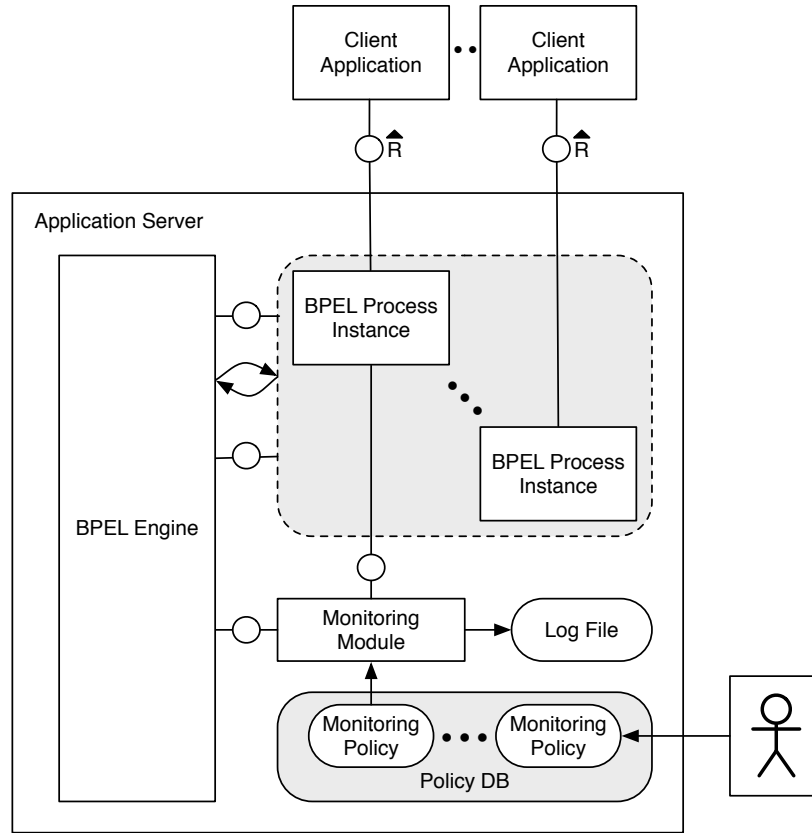 Client
Application
Client
Application
R
R
Application Server
BPEL Process
Instance
BPEL Process
Instance
BPEL Engine
Monitoring
Module
Log File
Monitoring
Policy
Monitoring
Policy
Policy DB